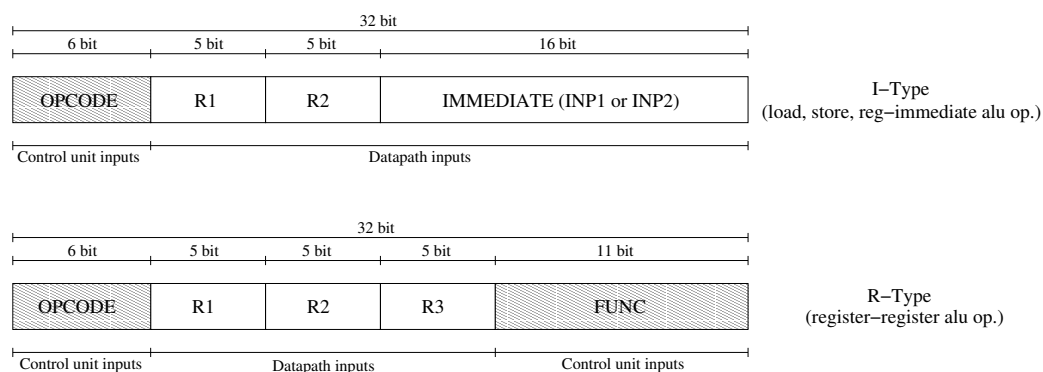 32 bit
6 bit 5 bit 5 bit 16 bit
OPCODE R1 R2 IMMEDIATE (INP1 or INP2)
I−Type
(load, store, reg−immediate alu op.)
Control unit inputs Datapath inputs
32 bit
6 bit 5 bit 5 bit 5 bit 11 bit
OPCODE R1 R2 R3 FUNC
R−Type
(register−register alu op.)
Control unit inputs Datapath inputs Control unit inputs